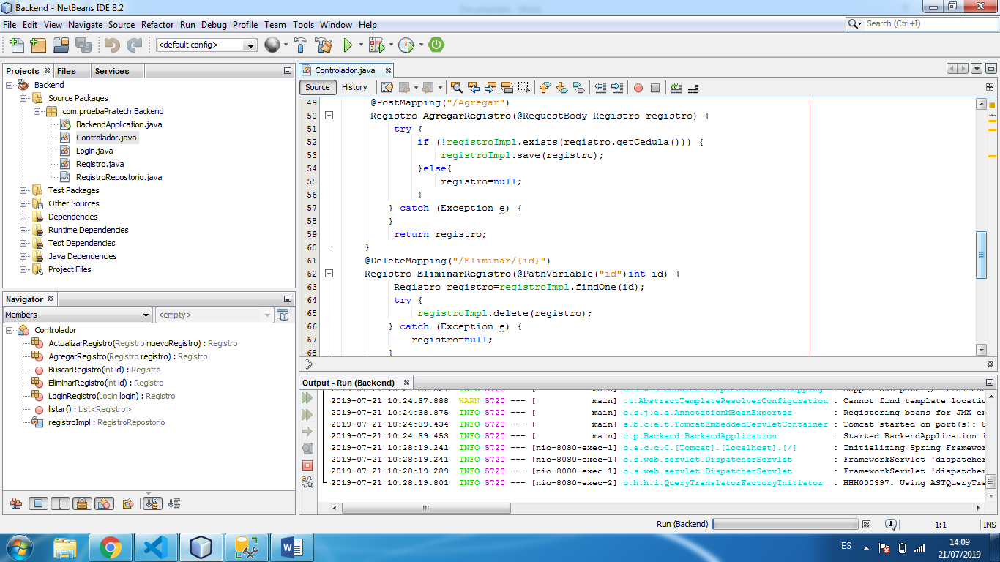 Backend - NetBeans IDE 8.2
File Edit View Navigate Source Refactor Run Debug Profile Team Tools Window Help
Search (Ctrl+I)
<default config>
Projects Files Services
Backend
Source Packages
com.pruebaPratech.Backend
BackendApplication.java
Controlador.java
Login.java
Registro.java
RegistroRepostorio.java
Test Packages
Other Sources
Dependencies
Runtime Dependencies
Test Dependencies
Java Dependencies
Project Files
Navigator
Members <empty>
Controlador
ActualizarRegistro(Registro nuevoRegistro) : Registro
AgregarRegistro(Registro registro) : Registro
BuscarRegistro(int id) : Registro
EliminarRegistro(int id) : Registro
LoginRegistro(Login login) : Registro
listar() : List<Registro>
registroImpl : RegistroRepostorio
Controlador.java
Source History
49 @PostMapping("/Agregar")
50 Registro AgregarRegistro(@RequestBody Registro registro) {
51 try {
52 if (!registroImpl.exists(registro.getCedula())) {
53 registroImpl.save(registro);
54 }else{
55 registro=null;
56 }
57 } catch (Exception e) {
58 }
59 return registro;
60 }
61 @DeleteMapping("/Eliminar/{id}")
62 Registro EliminarRegistro(@PathVariable("id")int id) {
63 Registro registro=registroImpl.findOne(id);
64 try {
65 registroImpl.delete(registro);
66 } catch (Exception e) {
67 registro=null;
68 }
Output - Run (Backend)
2019-07-21 10:24:37.888 WARN 5720 --- [ main] .t.AbstractTemplateResolverConfiguration : Cannot find template locatio
2019-07-21 10:24:38.875 INFO 5720 --- [ main] o.s.j.e.a.AnnotationMBeanExporter : Registering beans for JMX ex
2019-07-21 10:24:39.434 INFO 5720 --- [ main] s.b.c.e.t.TomcatEmbeddedServletContainer : Tomcat started on port(s): 8
2019-07-21 10:24:39.453 INFO 5720 --- [ main] c.p.Backend.BackendApplication : Started BackendApplication i
2019-07-21 10:28:19.241 INFO 5720 --- [nio-8080-exec-1] o.a.c.c.C.[Tomcat].[localhost].[/] : Initializing Spring Framewor
2019-07-21 10:28:19.241 INFO 5720 --- [nio-8080-exec-1] o.s.web.servlet.DispatcherServlet : FrameworkServlet 'dispatcher
2019-07-21 10:28:19.289 INFO 5720 --- [nio-8080-exec-1] o.s.web.servlet.DispatcherServlet : FrameworkServlet 'dispatcher
2019-07-21 10:28:19.801 INFO 5720 --- [nio-8080-exec-2] o.h.h.i.QueryTranslatorFactoryInitiator : HHH000397: Using ASTQueryTra
Run (Backend) 1 1:1 INS
ES 14:09
21/07/2019